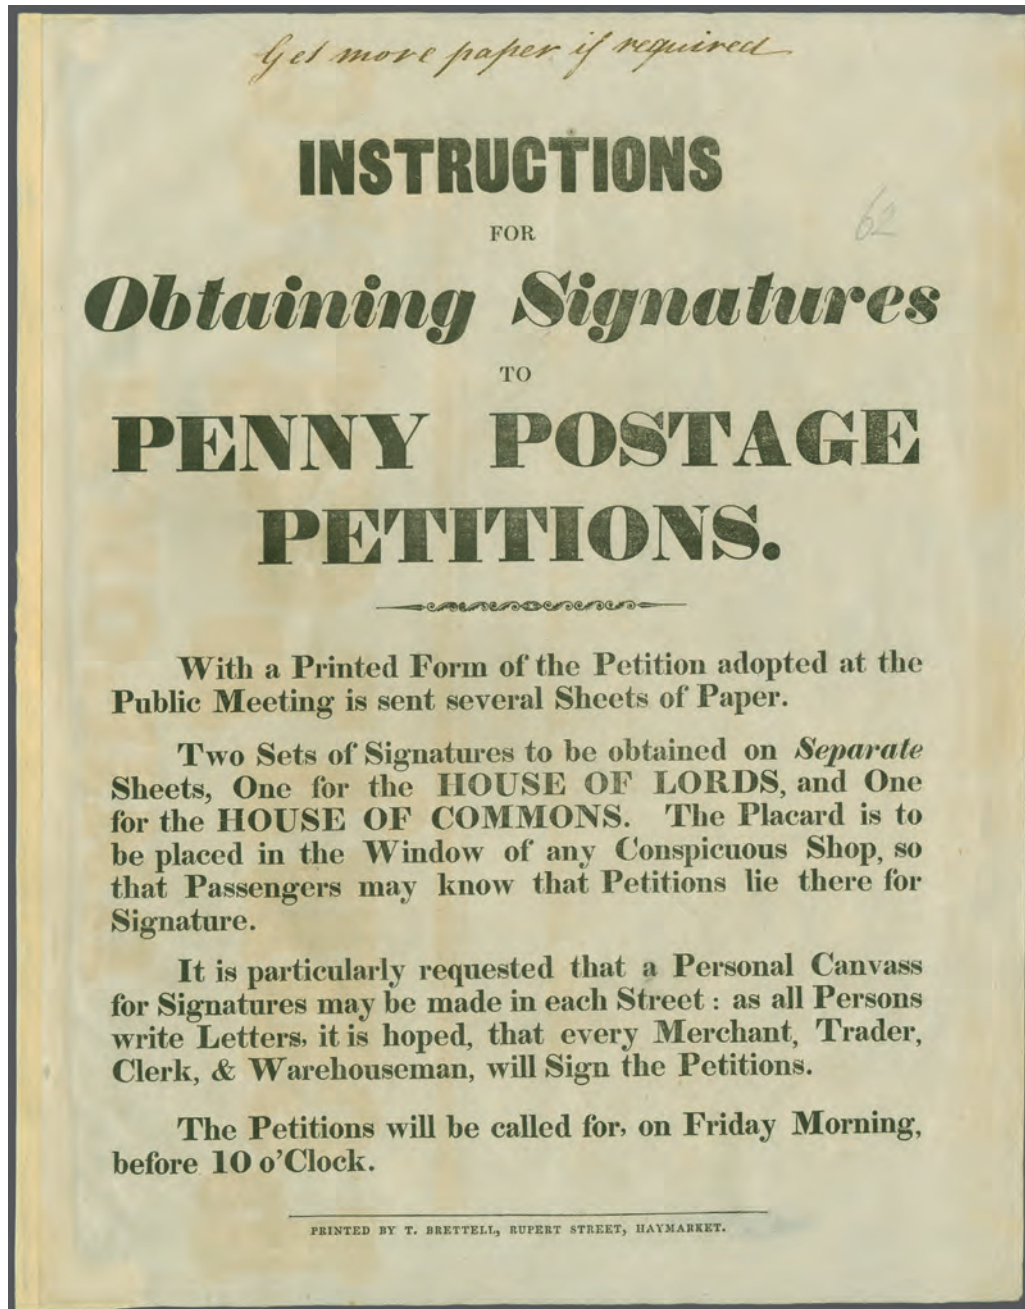 Get more paper if required
INSTRUCTIONS
62
FOR
Obtaining Signatures
TO
PENNY POSTAGE
PETITIONS.
With a Printed Form of the Petition adopted at the
Public Meeting is sent several Sheets of Paper.
Two Sets of Signatures to be obtained on Separate
Sheets, One for the HOUSE OF LORDS, and One
for the HOUSE OF COMMONS. The Placard is to
be placed in the Window of any Conspicuous Shop, so
that Passengers may know that Petitions lie there for
Signature.
It is particularly requested that a Personal Canvass
for Signatures may be made in each Street : as all Persons
write Letters, it is hoped, that every Merchant, Trader,
Clerk, & Warehouseman, will Sign the Petitions.
The Petitions will be called for, on Friday Morning,
before 10 o'Clock.
PRINTED BY T. BRETTELL, RUPERT STREET, HAYMARKET.